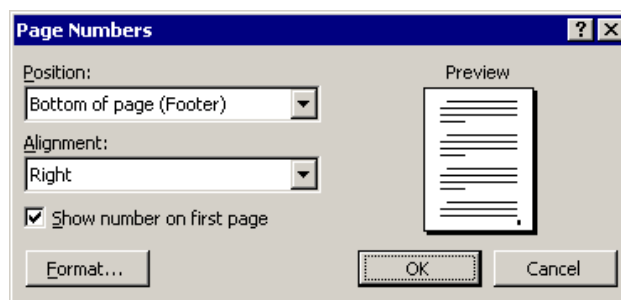 Page Numbers
Position:
Preview
Bottom of page (Footer)
Alignment:
Right
Show number on first page
Format...
OK
Cancel